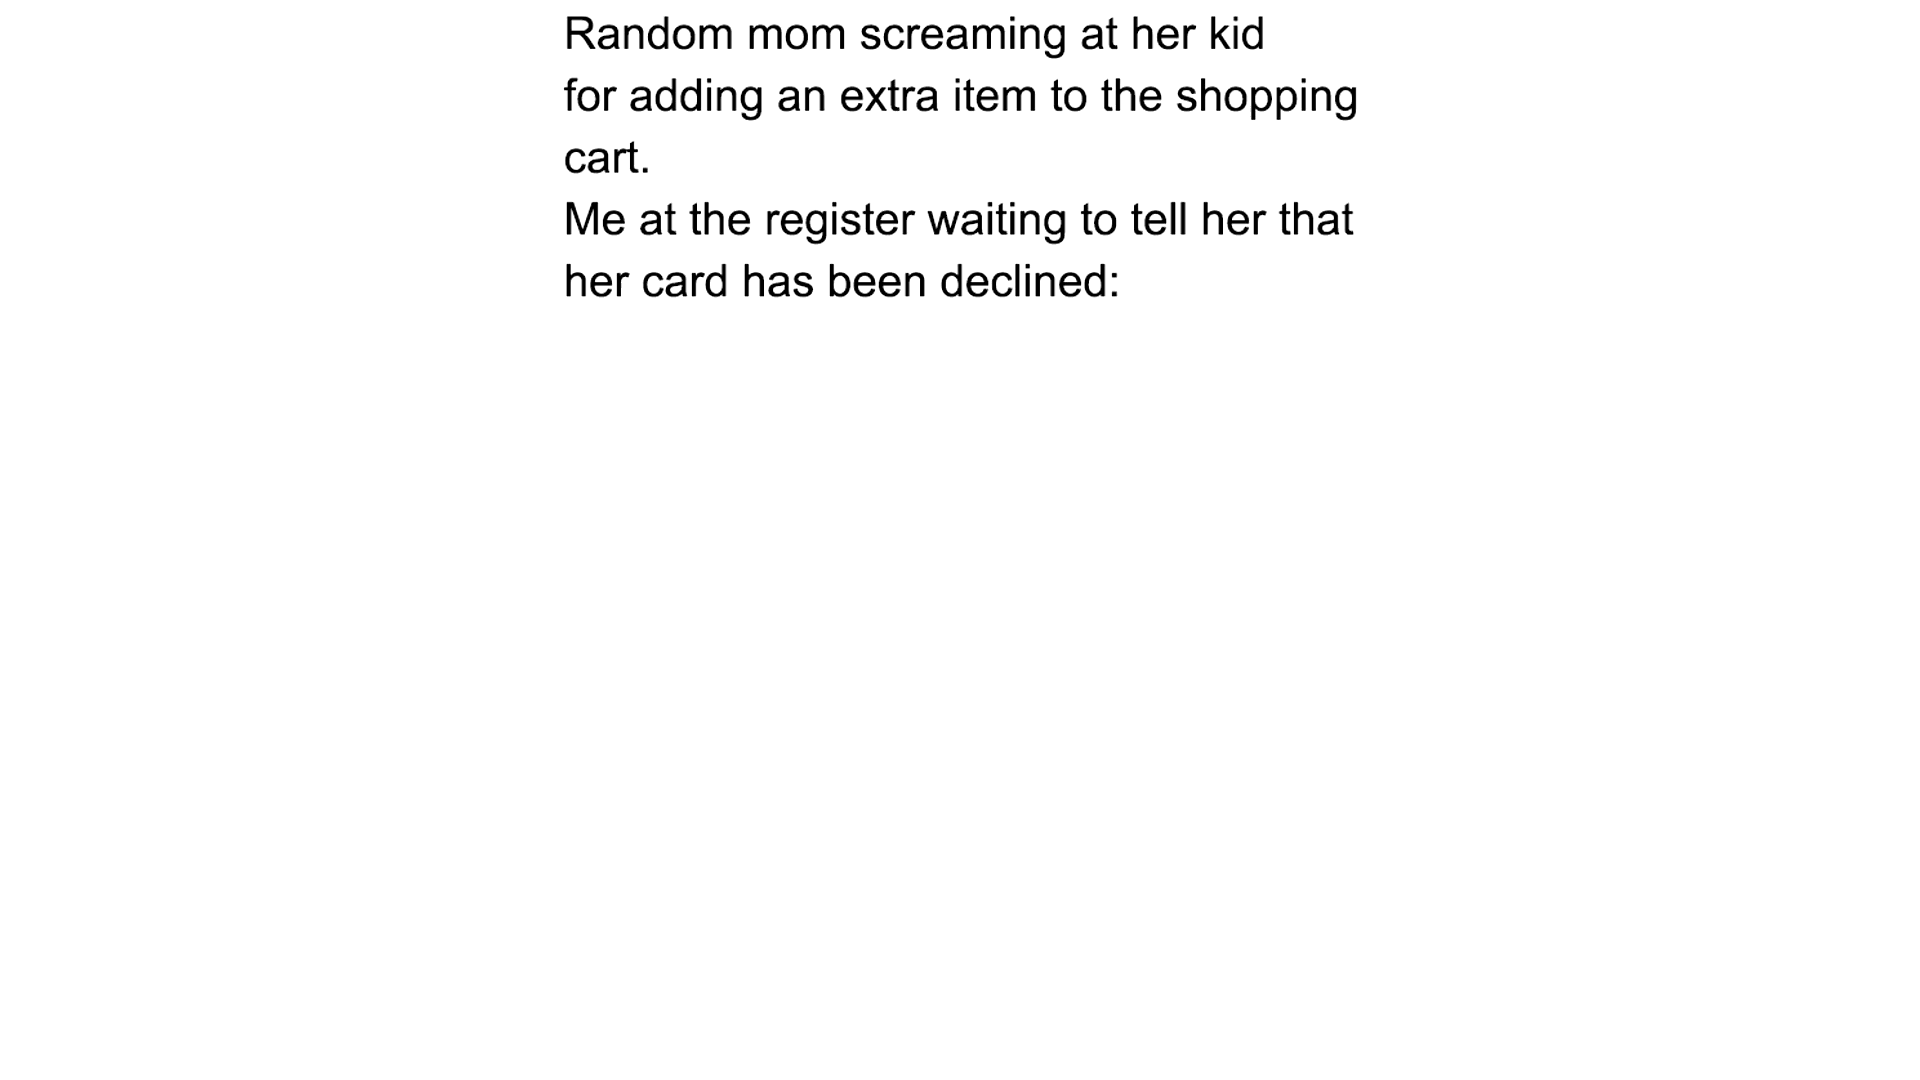 Random mom screaming at her kid
for adding an extra item to the shopping
cart.
Me at the register waiting to tell her that
her card has been declined: